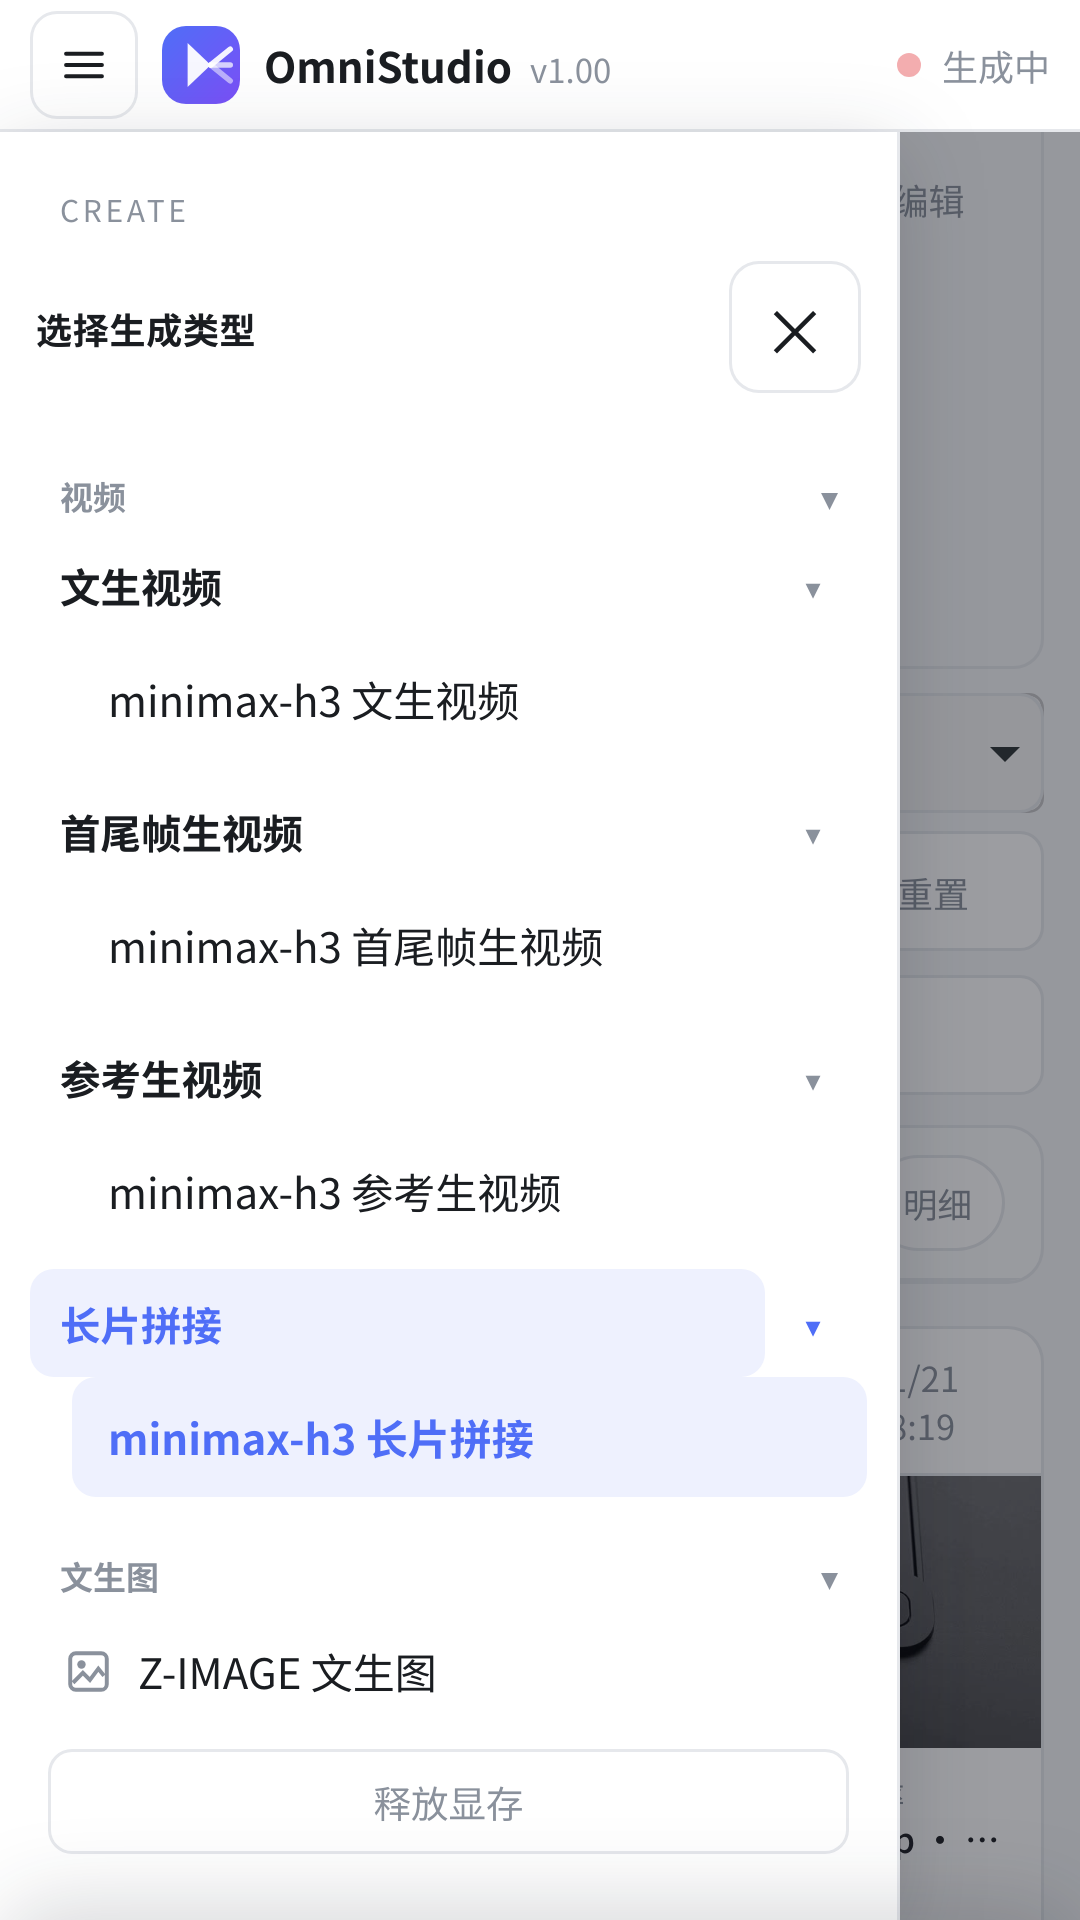 OmniStudio v1.00
生成中
CREATE
选择生成类型
视频
文生视频
minimax-h3 文生视频
首尾帧生视频
minimax-h3 首尾帧生视频
参考生视频
minimax-h3 参考生视频
长片拼接
minimax-h3 长片拼接
文生图
Z-IMAGE 文生图
释放显存
编辑
重置
明细
/21
:19